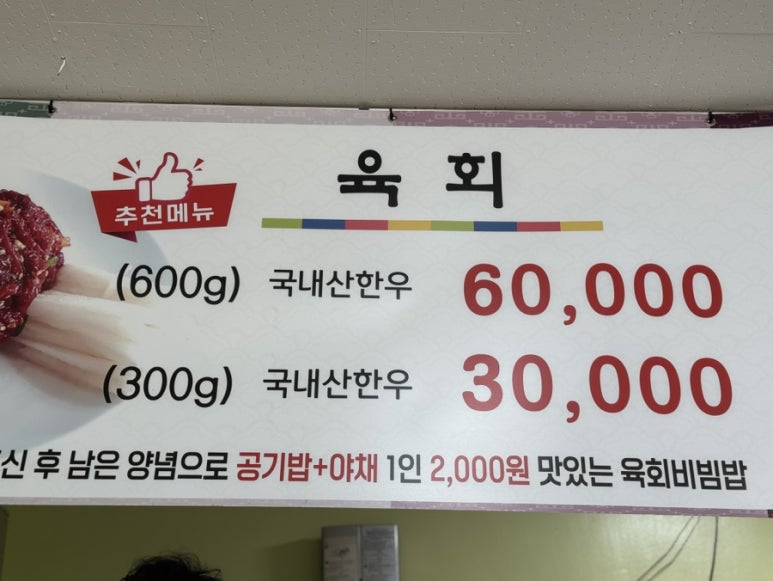 추천메뉴
육회
(600g) 국내산한우 60,000
(300g) 국내산한우 30,000
후 남은 양념으로 공기밥+야채 1인 2,000원 맛있는 육회비빔밥